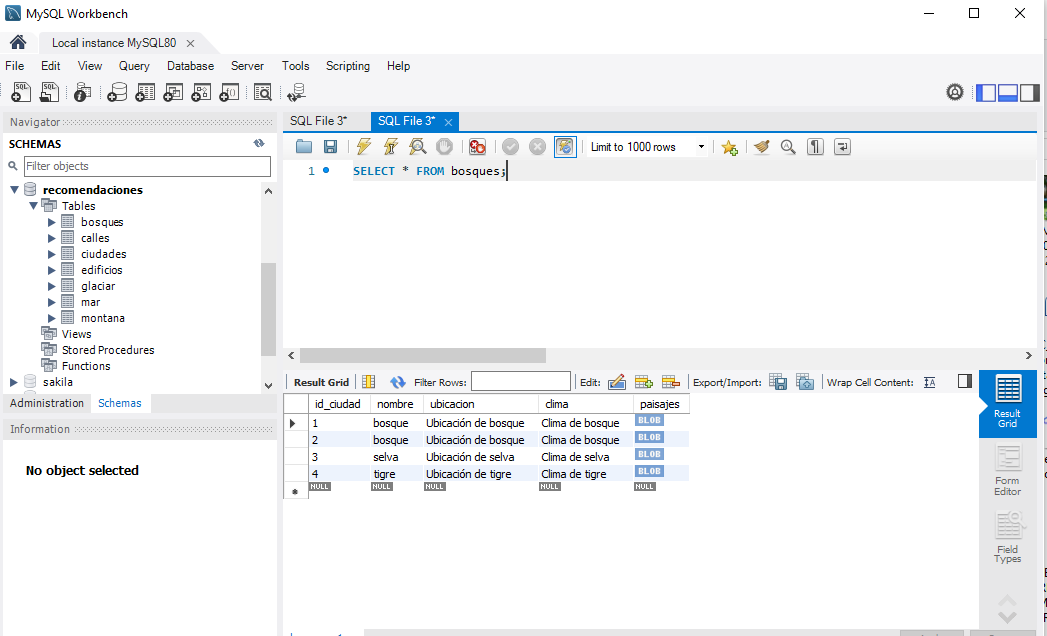 MySQL Workbench
Local instance MySQL80
File Edit View Query Database Server Tools Scripting Help
Navigator
SCHEMAS
Filter objects
recomendaciones
Tables
bosques
calles
ciudades
edificios
glaciar
mar
montana
Views
Stored Procedures
Functions
sakila
Administration Schemas
Information
No object selected
SQL File 3* SQL File 3*
Limit to 1000 rows
1 SELECT * FROM bosques;
Result Grid Filter Rows: Edit: Export/Import: Wrap Cell Content:
id_ciudad nombre ubicacion clima paisajes
1 bosque Ubicación de bosque Clima de bosque BLOB
2 bosque Ubicación de bosque Clima de bosque BLOB
3 selva Ubicación de selva Clima de selva BLOB
4 tigre Ubicación de tigre Clima de tigre BLOB
NULL NULL NULL NULL NULL
Result
Grid
Form
Editor
Field
Types